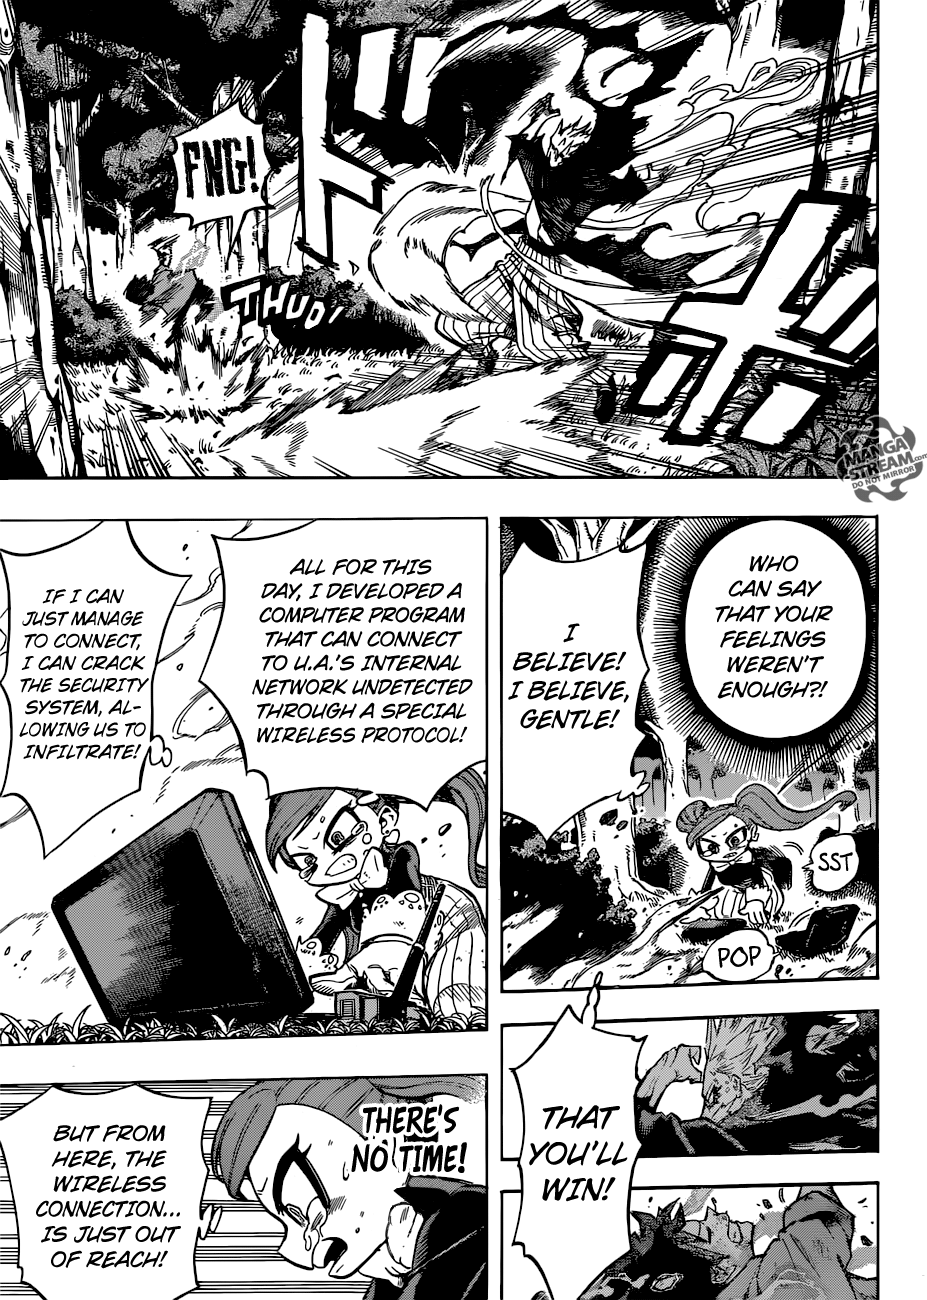 FNG!
ド
THUD!
サ
MANGA
STREAM.com
DO NOT MIRROR
WHO
CAN SAY
THAT YOUR
FEELINGS
WEREN'T
ENOUGH?!
I
BELIEVE!
I BELIEVE,
GENTLE!
SST
POP
ALL FOR THIS
DAY, I DEVELOPED A
COMPUTER PROGRAM
THAT CAN CONNECT
TO U.A.'S INTERNAL
NETWORK UNDETECTED
THROUGH A SPECIAL
WIRELESS PROTOCOL!
IF I CAN
JUST MANAGE
TO CONNECT,
I CAN CRACK
THE SECURITY
SYSTEM, AL-
LOWING US TO
INFILTRATE!
THAT
YOU'LL
WIN!
THERE'S
NO TIME!
BUT FROM
HERE, THE
WIRELESS
CONNECTION...
IS JUST OUT
OF REACH!